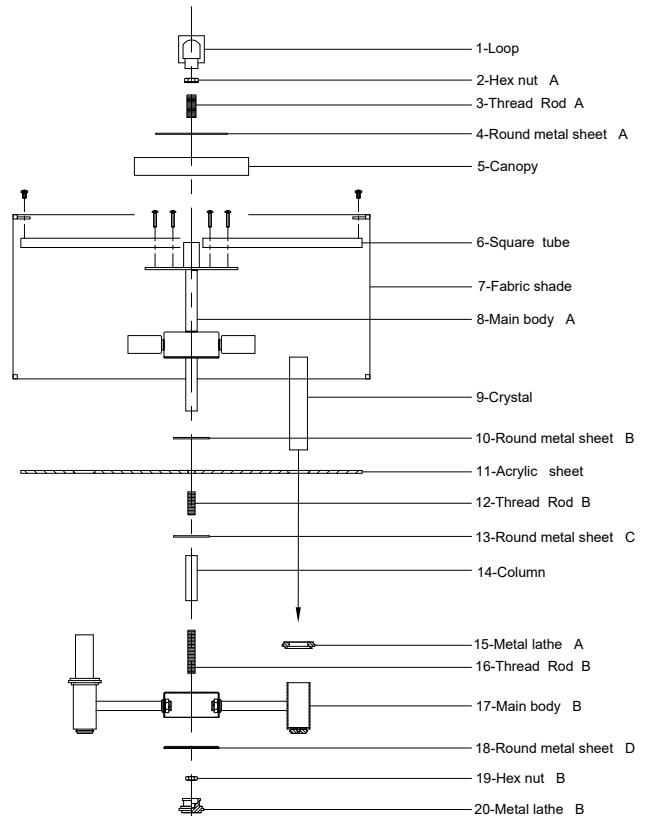 1-Loop
2-Hex nut A
3-Thread Rod A
4-Round metal sheet A
5-Canopy
6-Square tube
7-Fabric shade
8-Main body A
9-Crystal
10-Round metal sheet B
11-Acrylic sheet
12-Thread Rod B
13-Round metal sheet C
14-Column
15-Metal lathe A
16-Thread Rod B
17-Main body B
18-Round metal sheet D
19-Hex nut B
20-Metal lathe B